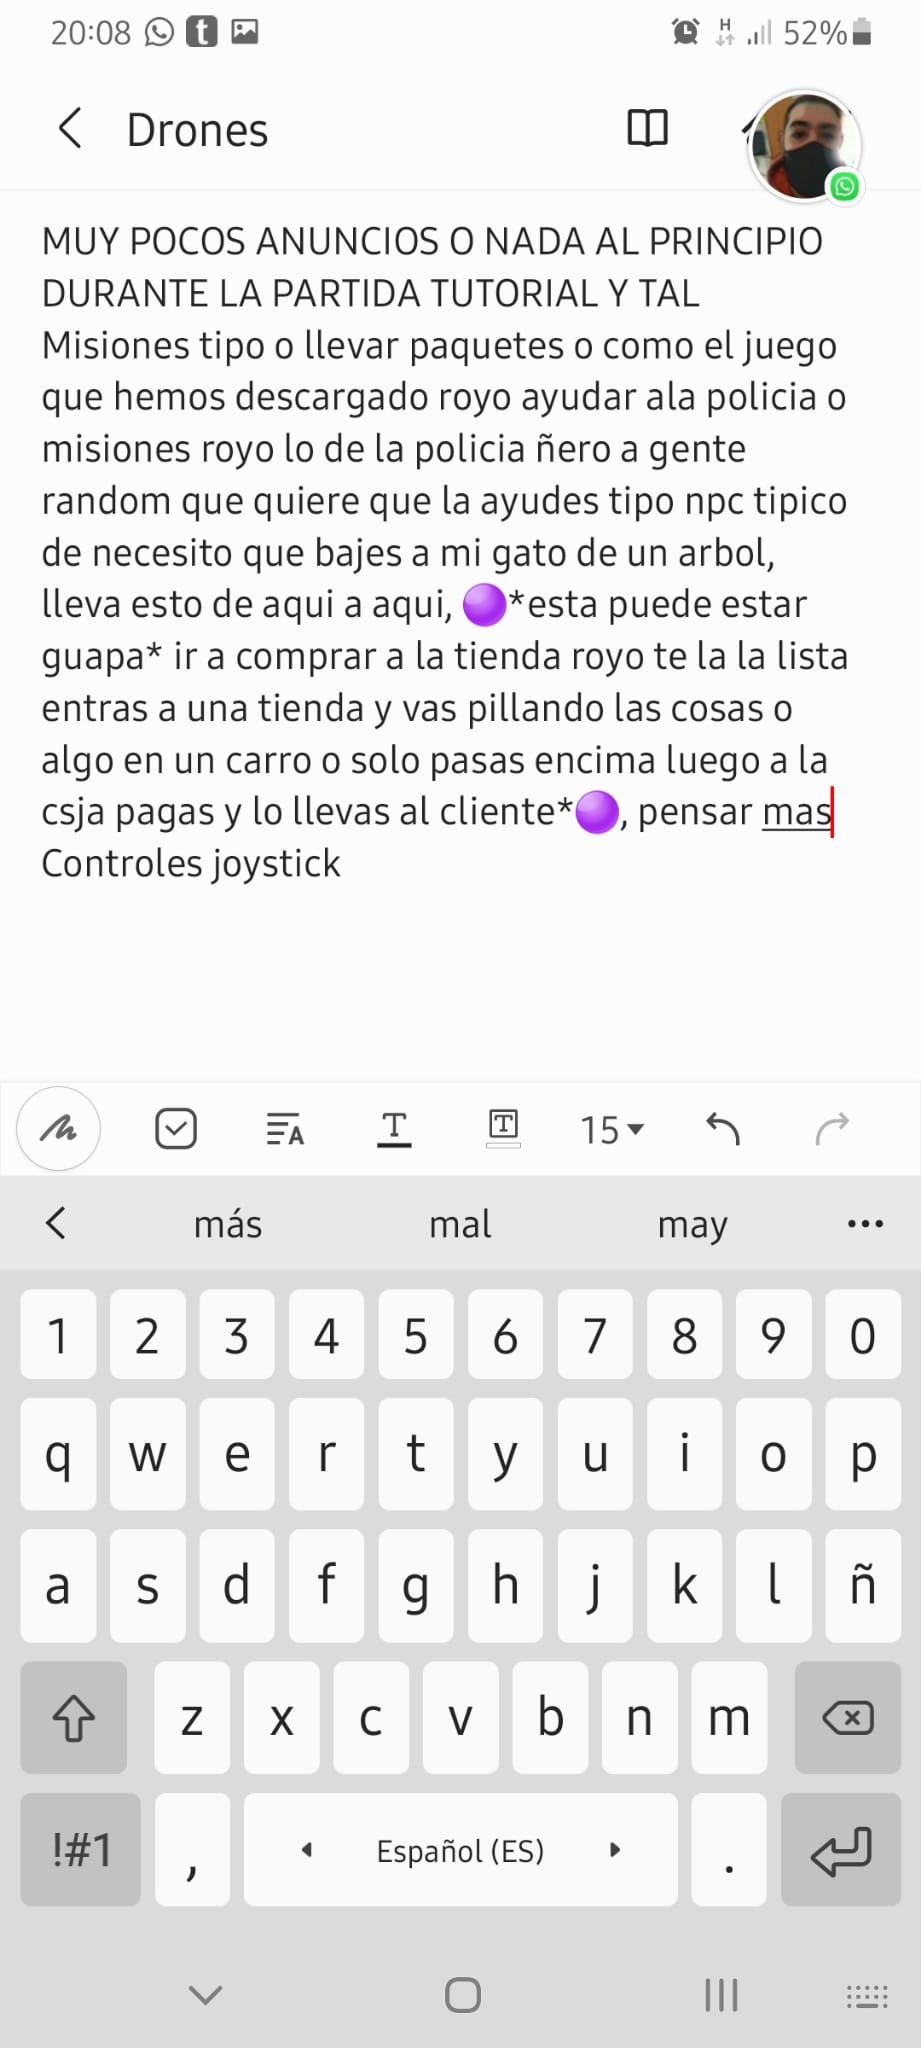 20:08 t H 52%
Drones
MUY POCOS ANUNCIOS O NADA AL PRINCIPIO
DURANTE LA PARTIDA TUTORIAL Y TAL
Misiones tipo o llevar paquetes o como el juego
que hemos descargado royo ayudar ala policia o
misiones royo lo de la policia ñero a gente
random que quiere que la ayudes tipo npc tipico
de necesito que bajes a mi gato de un arbol,
lleva esto de aqui a aqui, 🟣*esta puede estar
guapa* ir a comprar a la tienda royo te la la lista
entras a una tienda y vas pillando las cosas o
algo en un carro o solo pasas encima luego a la
csja pagas y lo llevas al cliente*🟣, pensar mas
Controles joystick
A T T 15
más mal may ...
1 2 3 4 5 6 7 8 9 0
q w e r t y u i o p
a s d f g h j k l ñ
z x c v b n m
!#1 , Español (ES) .